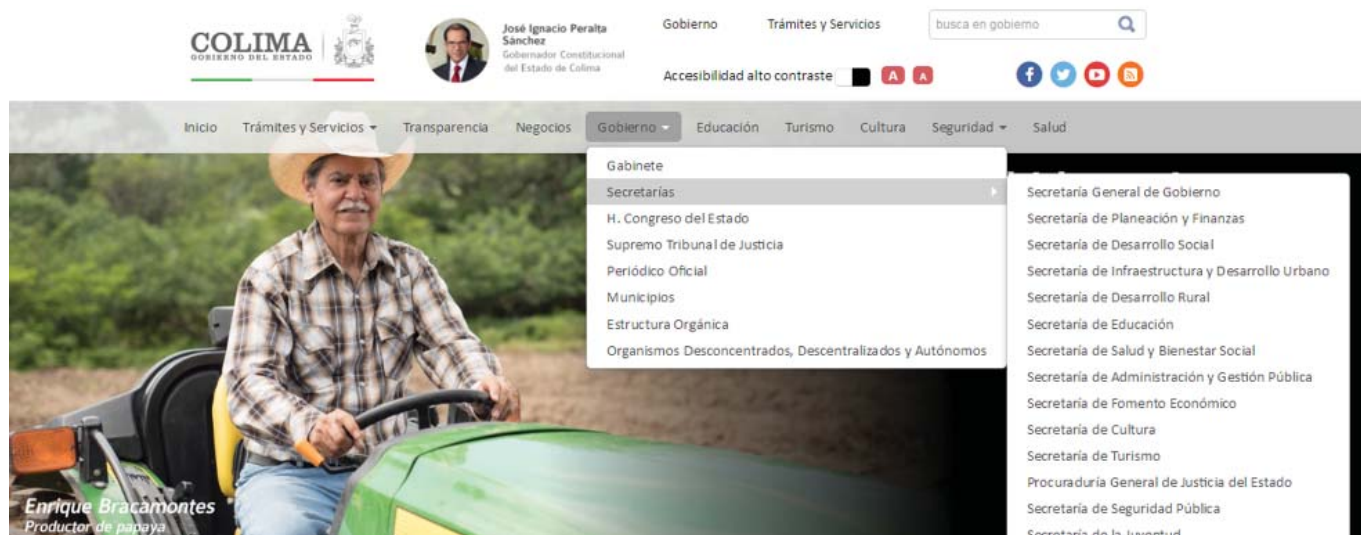 COLIMA
GOBIERNO DEL ESTADO
José Ignacio Peralta
Sánchez
Gobernador Constitucional
del Estado de Colima
Gobierno
Trámites y Servicios
busca en gobierno
Accesibilidad alto contraste
A
A
Inicio
Trámites y Servicios
Transparencia
Negocios
Gobierno
Educación
Turismo
Cultura
Seguridad
Salud
Gabinete
Secretarías
H. Congreso del Estado
Supremo Tribunal de Justicia
Periódico Oficial
Municipios
Estructura Orgánica
Organismos Desconcentrados, Descentralizados y Autónomos
Secretaría General de Gobierno
Secretaría de Planeación y Finanzas
Secretaría de Desarrollo Social
Secretaría de Infraestructura y Desarrollo Urbano
Secretaría de Desarrollo Rural
Secretaría de Educación
Secretaría de Salud y Bienestar Social
Secretaría de Administración y Gestión Pública
Secretaría de Fomento Económico
Secretaría de Cultura
Secretaría de Turismo
Procuraduría General de Justicia del Estado
Secretaría de Seguridad Pública
Secretaría de la Juventud
Enrique Bracamontes
Productor de papaya